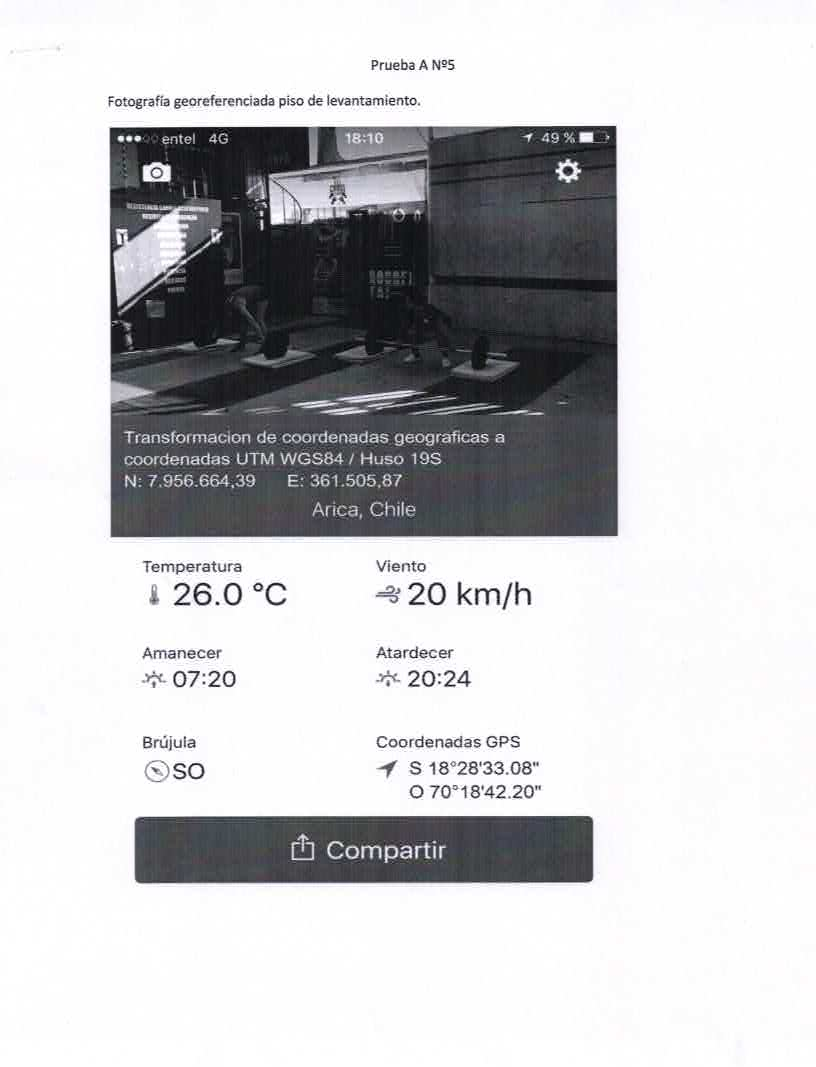 Prueba A Nº5
Fotografía georeferenciada piso de levantamiento.
entel 4G 18:10 49 %
Transformacion de coordenadas geograficas a
coordenadas UTM WGS84 / Huso 19S
N: 7.956.664,39 E: 361.505,87
Arica, Chile
Temperatura Viento
26.0 °C 20 km/h
Amanecer Atardecer
07:20 20:24
Brújula Coordenadas GPS
SO S 18°28'33.08"
O 70°18'42.20"
Compartir